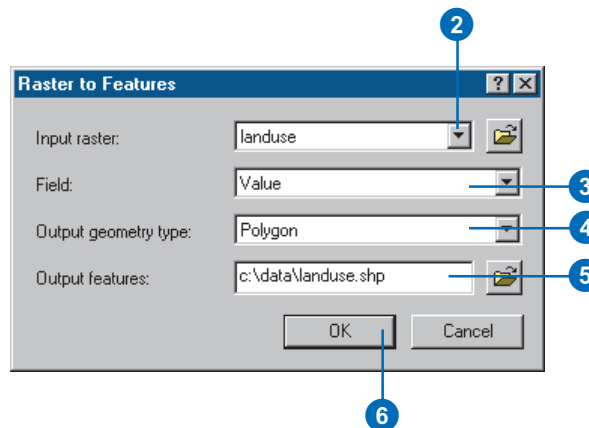 2
Raster to Features
Input raster: landuse
Field: Value 3
Output geometry type: Polygon 4
Output features: c:\data\landuse.shp 5
OK Cancel
6